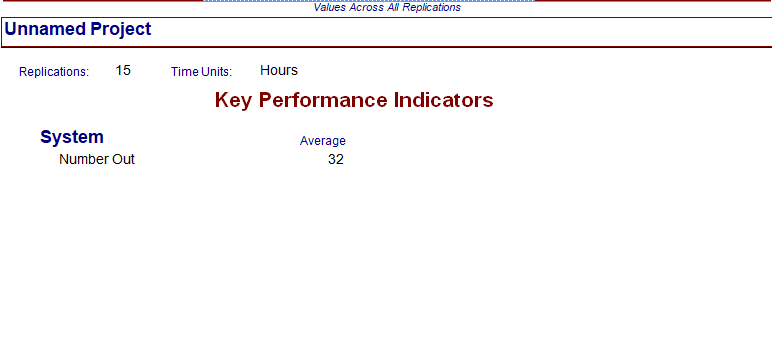 Values Across All Replications
Unnamed Project
Replications: 15 Time Units: Hours
Key Performance Indicators
System Average
Number Out 32